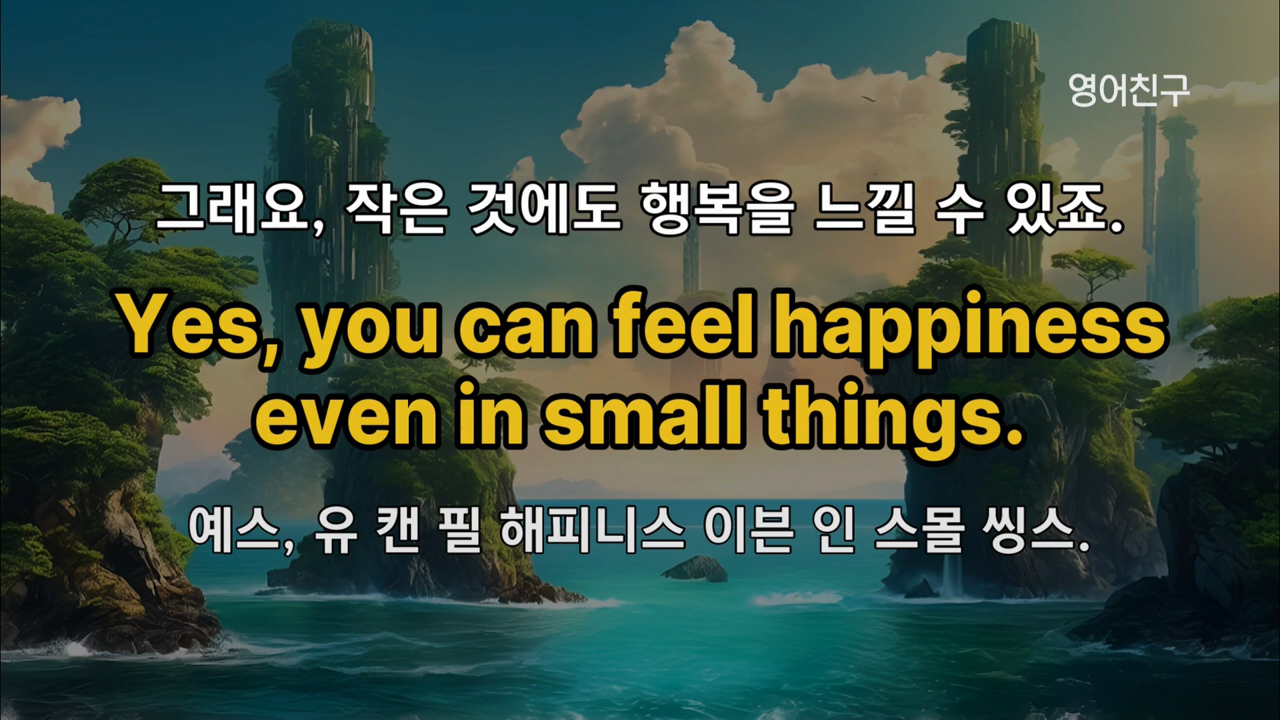 영어친구
그래요, 작은 것에도 행복을 느낄 수 있죠.
Yes, you can feel happiness
even in small things.
예스, 유 캔 필 해피니스 이븐 인 스몰 씽스.